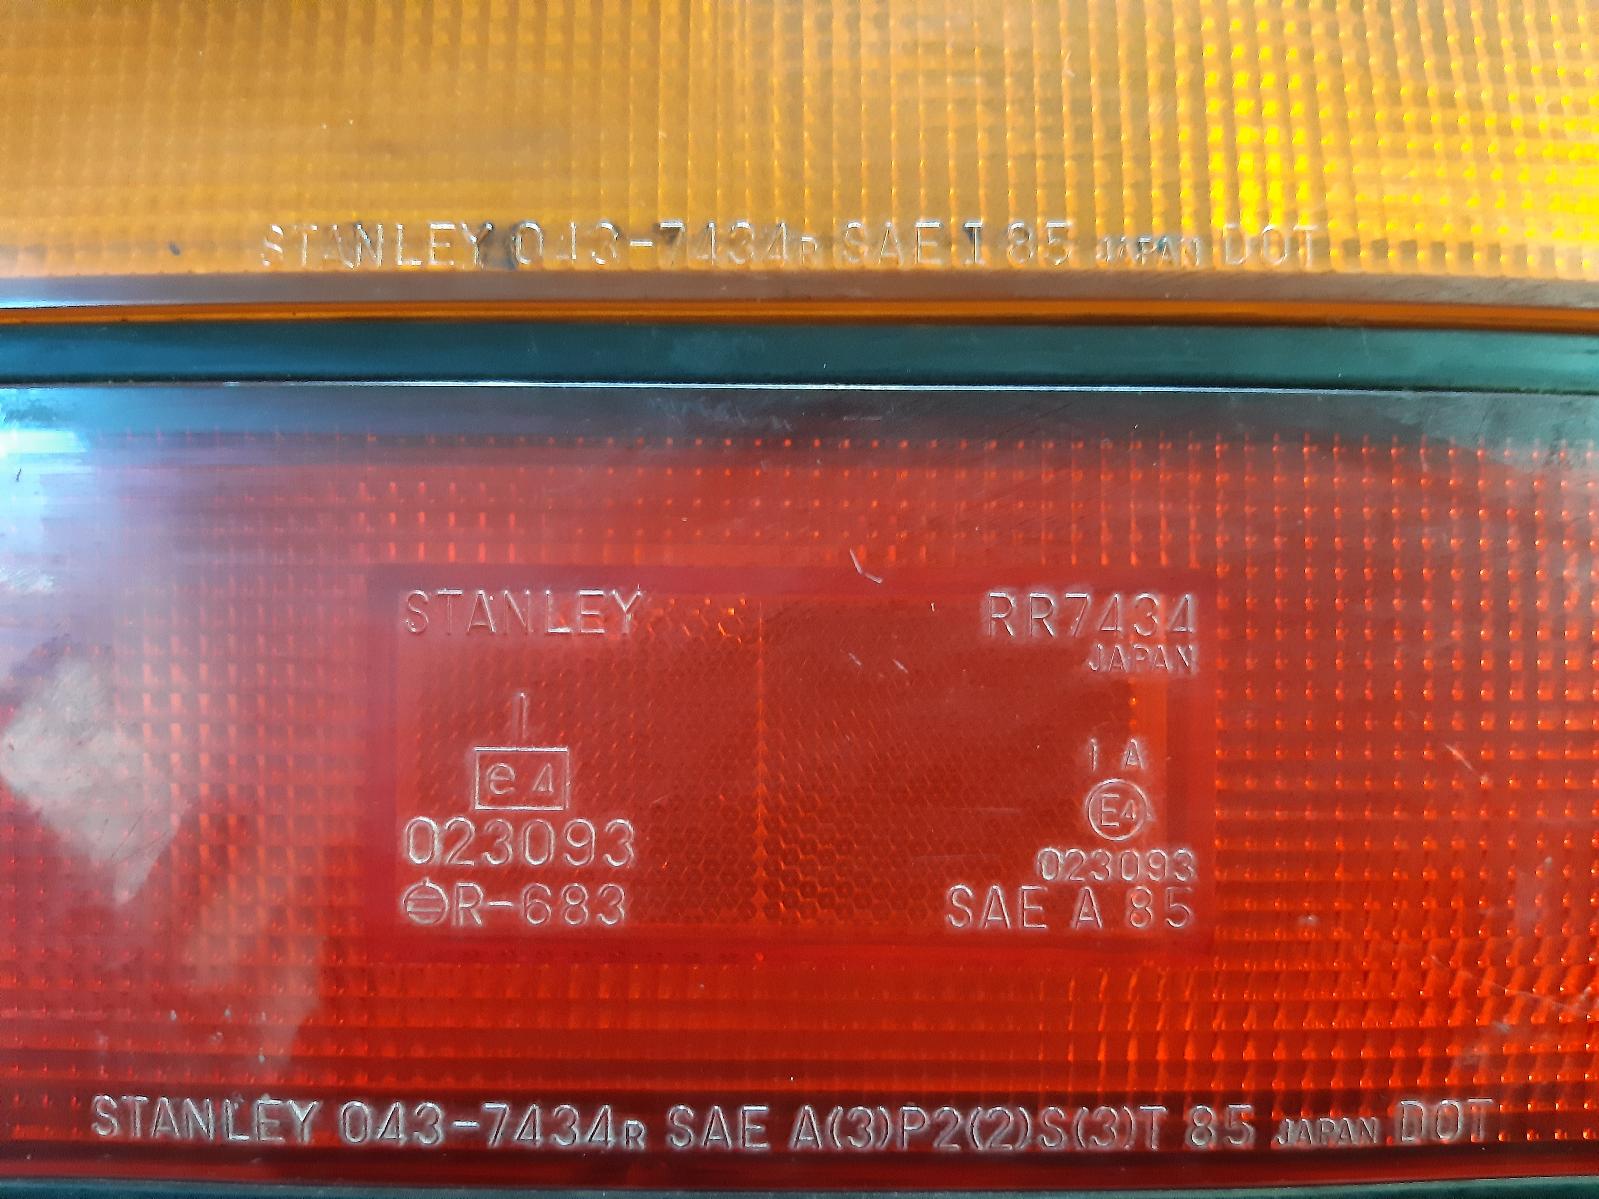 STANLEY 043-7434R SAE I 85 JAPAN DOT
STANLEY
RR7434
JAPAN
I
e4
023093
R-683
1 A
E4
023093
SAE A 85
STANLEY 043-7434R SAE A(3)P2(2)S(3)T 85 JAPAN DOT